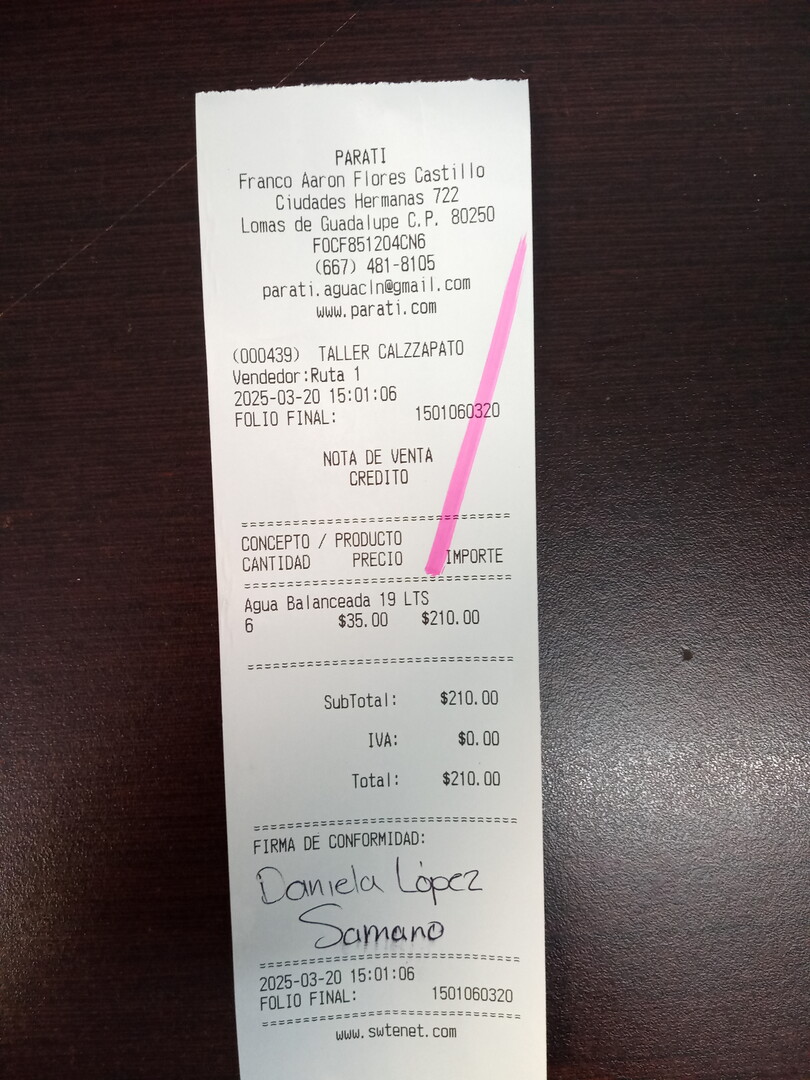 PARATI
Franco Aaron Flores Castillo
Ciudades Hermanas 722
Lomas de Guadalupe C.P. 80250
FOCF851204CN6
(667) 481-8105
parati.aguacln@gmail.com
www.parati.com
(000439) TALLER CALZZAPATO
Vendedor:Ruta 1
2025-03-20 15:01:06
FOLIO FINAL: 1501060320
NOTA DE VENTA
CREDITO
==================================
CONCEPTO / PRODUCTO
CANTIDAD PRECIO IMPORTE
==================================
Agua Balanceada 19 LTS
6 $35.00 $210.00
==================================
SubTotal: $210.00
IVA: $0.00
Total: $210.00
==================================
FIRMA DE CONFORMIDAD:
Daniela López
Samano
==================================
2025-03-20 15:01:06
FOLIO FINAL: 1501060320
==================================
www.swtenet.com